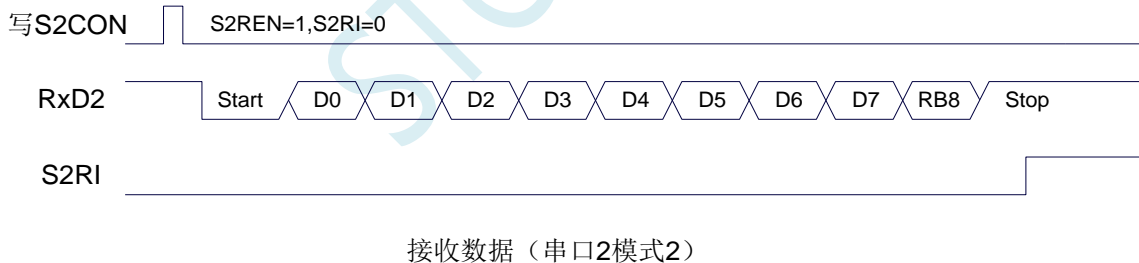 写S2CON S2REN=1,S2RI=0
RxD2 Start D0 D1 D2 D3 D4 D5 D6 D7 RB8 Stop
S2RI
接收数据（串口2模式2）